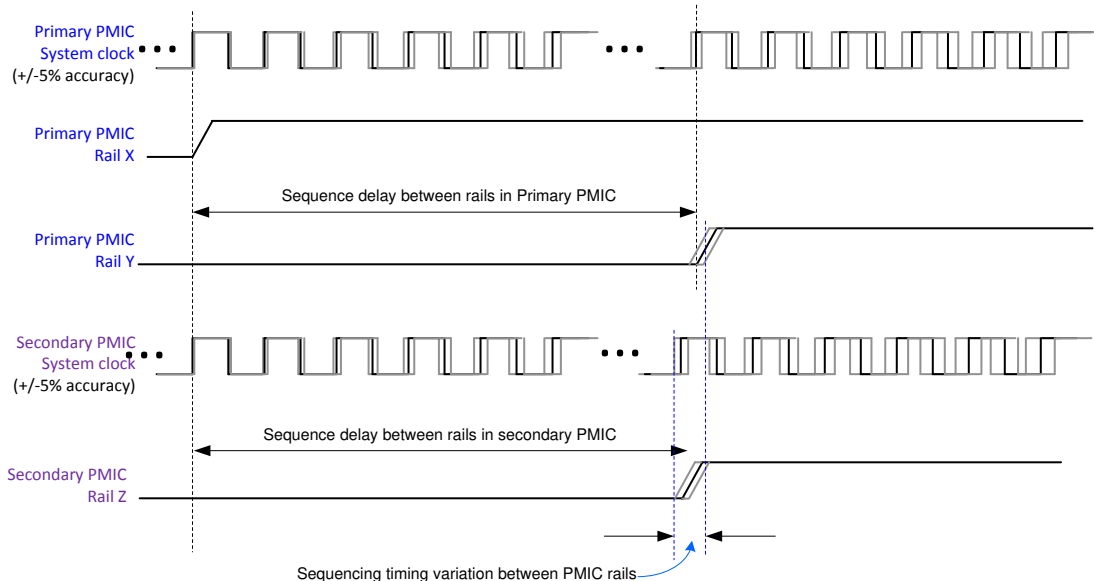 Primary PMIC
System clock
(+/-5% accuracy)
Primary PMIC
Rail X
Sequence delay between rails in Primary PMIC
Primary PMIC
Rail Y
Secondary PMIC
System clock
(+/-5% accuracy)
Sequence delay between rails in secondary PMIC
Secondary PMIC
Rail Z
Sequencing timing variation between PMIC rails